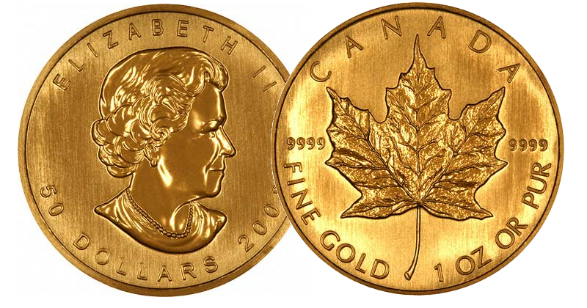 ELIZABETH II
50 DOLLARS 200
CANADA
9999 9999
FINE GOLD 1 OZ OR PUR